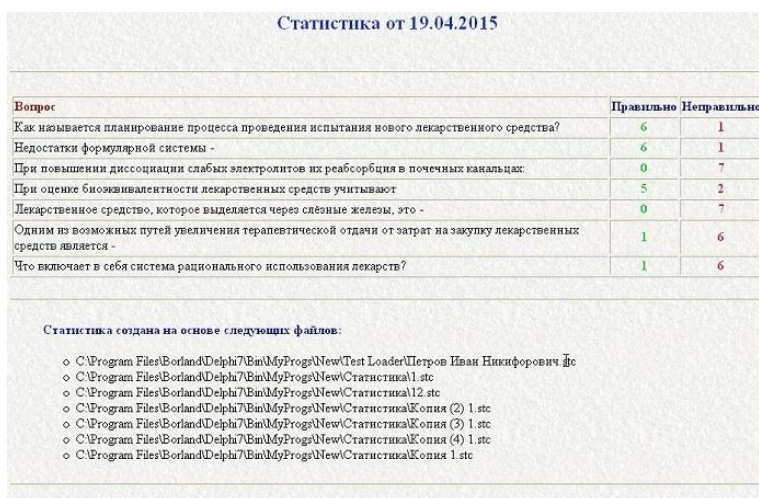 Статистика от 19.04.2015
Вопрос Правильно Неправильно
Как называется планирование процесса проведения испытания нового лекарственного средства? 6 1
Недостатки формулярной системы - 6 1
При повышении диссоциации слабых электролитов их реабсорбция в почечных канальцах: 0 7
При оценке биоэквивалентности лекарственных средств учитывают 5 2
Лекарственное средство, которое выделяется через слёзные железы, это - 0 7
Одним из возможных путей увеличения терапевтической отдачи от затрат на закупку лекарственных
средств является - 1 6
Что включает в себя система рационального использования лекарств? 1 6
Статистика создана на основе следующих файлов:
C:\Program Files\Borland\Delphi7\Bin\MyProgs\New\Test Loader\Петров Иван Никифорович.stc
C:\Program Files\Borland\Delphi7\Bin\MyProgs\New\Статистика\1.stc
C:\Program Files\Borland\Delphi7\Bin\MyProgs\New\Статистика\12.stc
C:\Program Files\Borland\Delphi7\Bin\MyProgs\New\Статистика\Копия (2) 1.stc
C:\Program Files\Borland\Delphi7\Bin\MyProgs\New\Статистика\Копия (3) 1.stc
C:\Program Files\Borland\Delphi7\Bin\MyProgs\New\Статистика\Копия (4) 1.stc
C:\Program Files\Borland\Delphi7\Bin\MyProgs\New\Статистика\Копия 1.stc